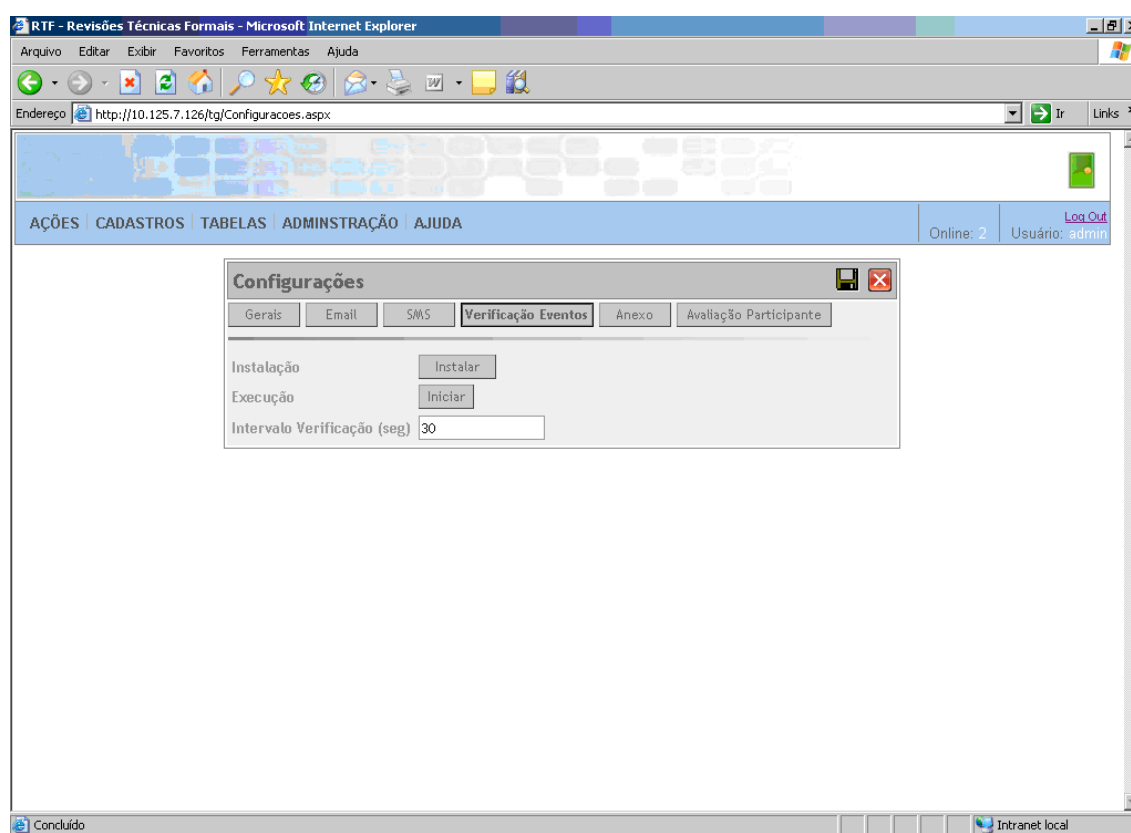 RTF - Revisões Técnicas Formais - Microsoft Internet Explorer
Arquivo Editar Exibir Favoritos Ferramentas Ajuda
Endereço http://10.125.7.126/tg/Configuracoes.aspx Ir Links
AÇÕES CADASTROS TABELAS ADMINSTRAÇÃO AJUDA
Log Out
Online: 2 Usuário: admin
Configurações
Gerais Email SMS Verificação Eventos Anexo Avaliação Participante
Instalação Instalar
Execução Iniciar
Intervalo Verificação (seg) 30
Concluído Intranet local